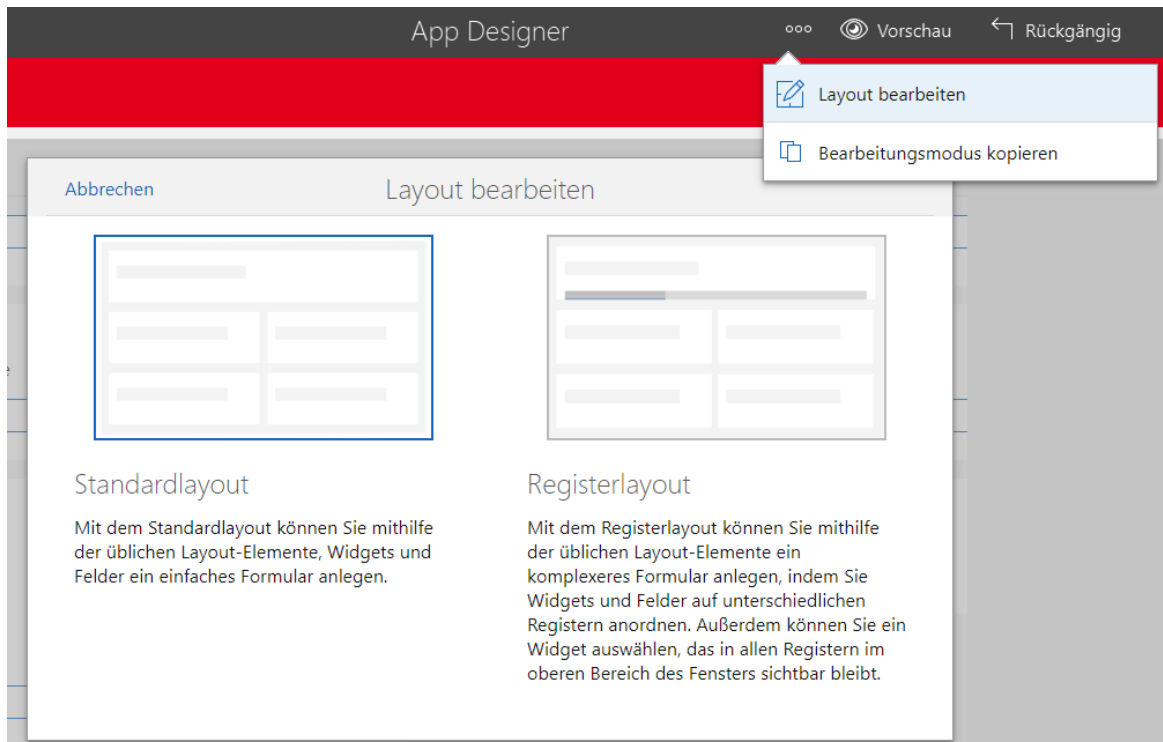 App Designer
Vorschau
Rückgängig
Layout bearbeiten
Bearbeitungsmodus kopieren
Abbrechen
Layout bearbeiten
Standardlayout
Mit dem Standardlayout können Sie mithilfe
der üblichen Layout-Elemente, Widgets und
Felder ein einfaches Formular anlegen.
Registerlayout
Mit dem Registerlayout können Sie mithilfe
der üblichen Layout-Elemente ein
komplexeres Formular anlegen, indem Sie
Widgets und Felder auf unterschiedlichen
Registern anordnen. Außerdem können Sie ein
Widget auswählen, das in allen Registern im
oberen Bereich des Fensters sichtbar bleibt.